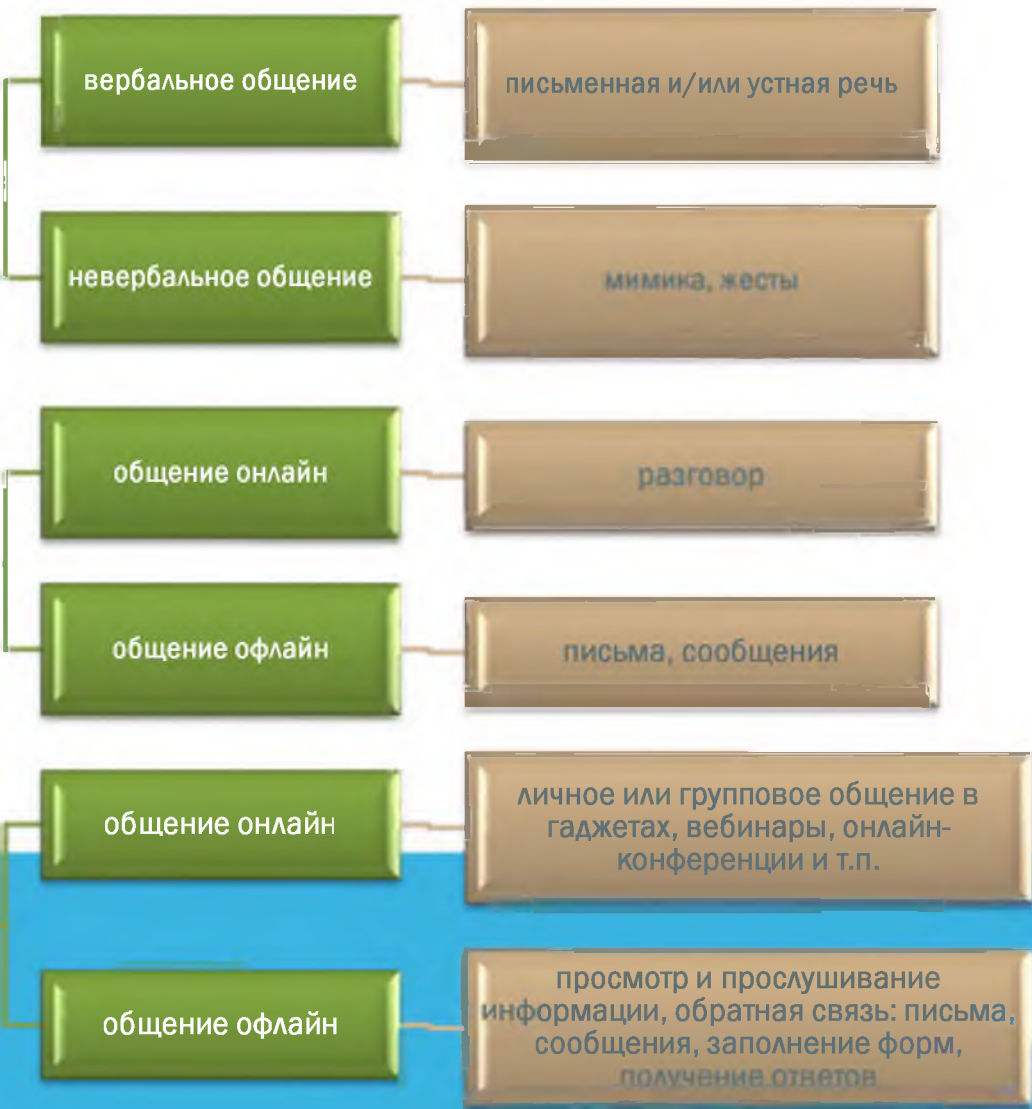 вербальное общение
письменная и/или устная речь
невербальное общение
мимика, жесты
общение онлайн
разговор
общение офлайн
письма, сообщения
общение онлайн
личное или групповое общение в
гаджетах, вебинары, онлайн-
конференции и т.п.
общение офлайн
просмотр и прослушивание
информации, обратная связь: письма,
сообщения, заполнение форм,
получение ответов